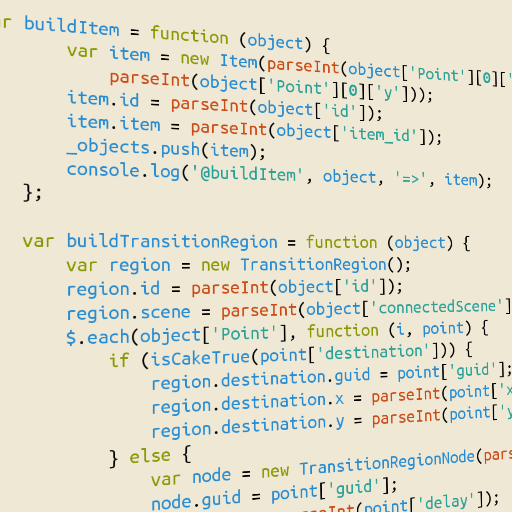 buildItem = function (object) {
var item = new Item(parseInt(object['Point'][0]['
parseInt(object['Point'][0]['y']));
item.id = parseInt(object['id']);
item.item = parseInt(object['item_id']);
_objects.push(item);
console.log('@buildItem', object, '=>', item);
};
var buildTransitionRegion = function (object) {
var region = new TransitionRegion();
region.id = parseInt(object['id']);
region.scene = parseInt(object['connectedScene']
$.each(object['Point'], function (i, point) {
if (isCakeTrue(point['destination'])) {
region.destination.guid = point['guid'];
region.destination.x = parseInt(point['x
region.destination.y = parseInt(point['y
} else {
var node = new TransitionRegionNode(pars
node.guid = point['guid'];
(point['delay']);